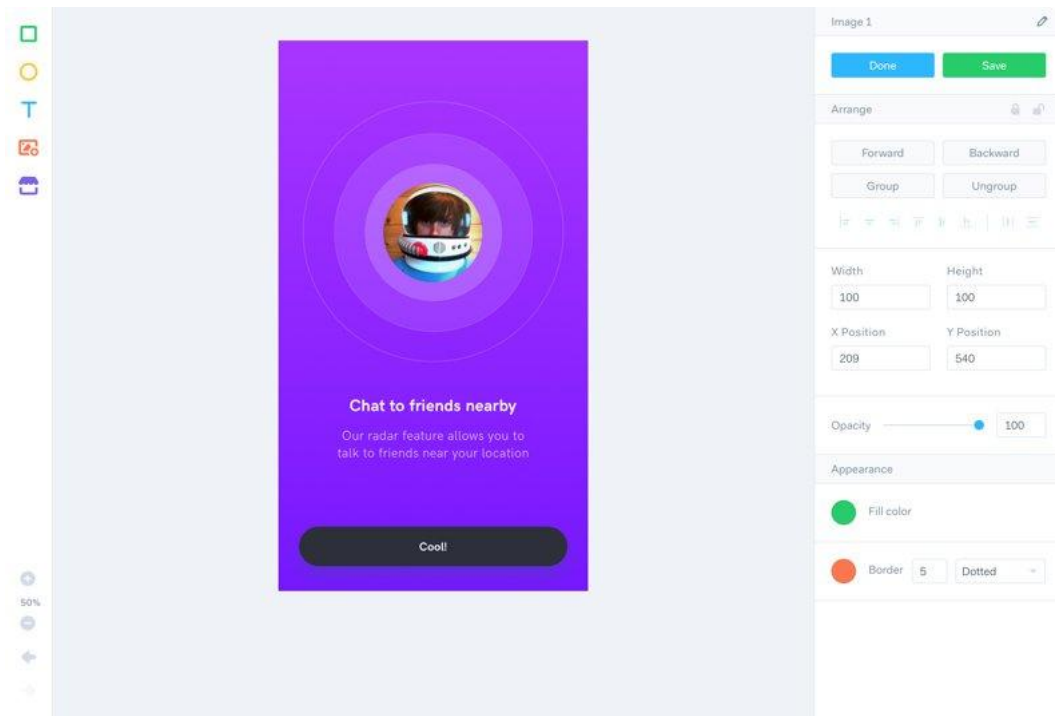 Image 1
Done
Save
Arrange
Forward
Backward
Group
Ungroup
Width
Height
100
100
X Position
Y Position
209
540
Opacity
100
Appearance
Fill color
Border
5
Dotted
Chat to friends nearby
Our radar feature allows you to
talk to friends near your location
Cool!
T
50%